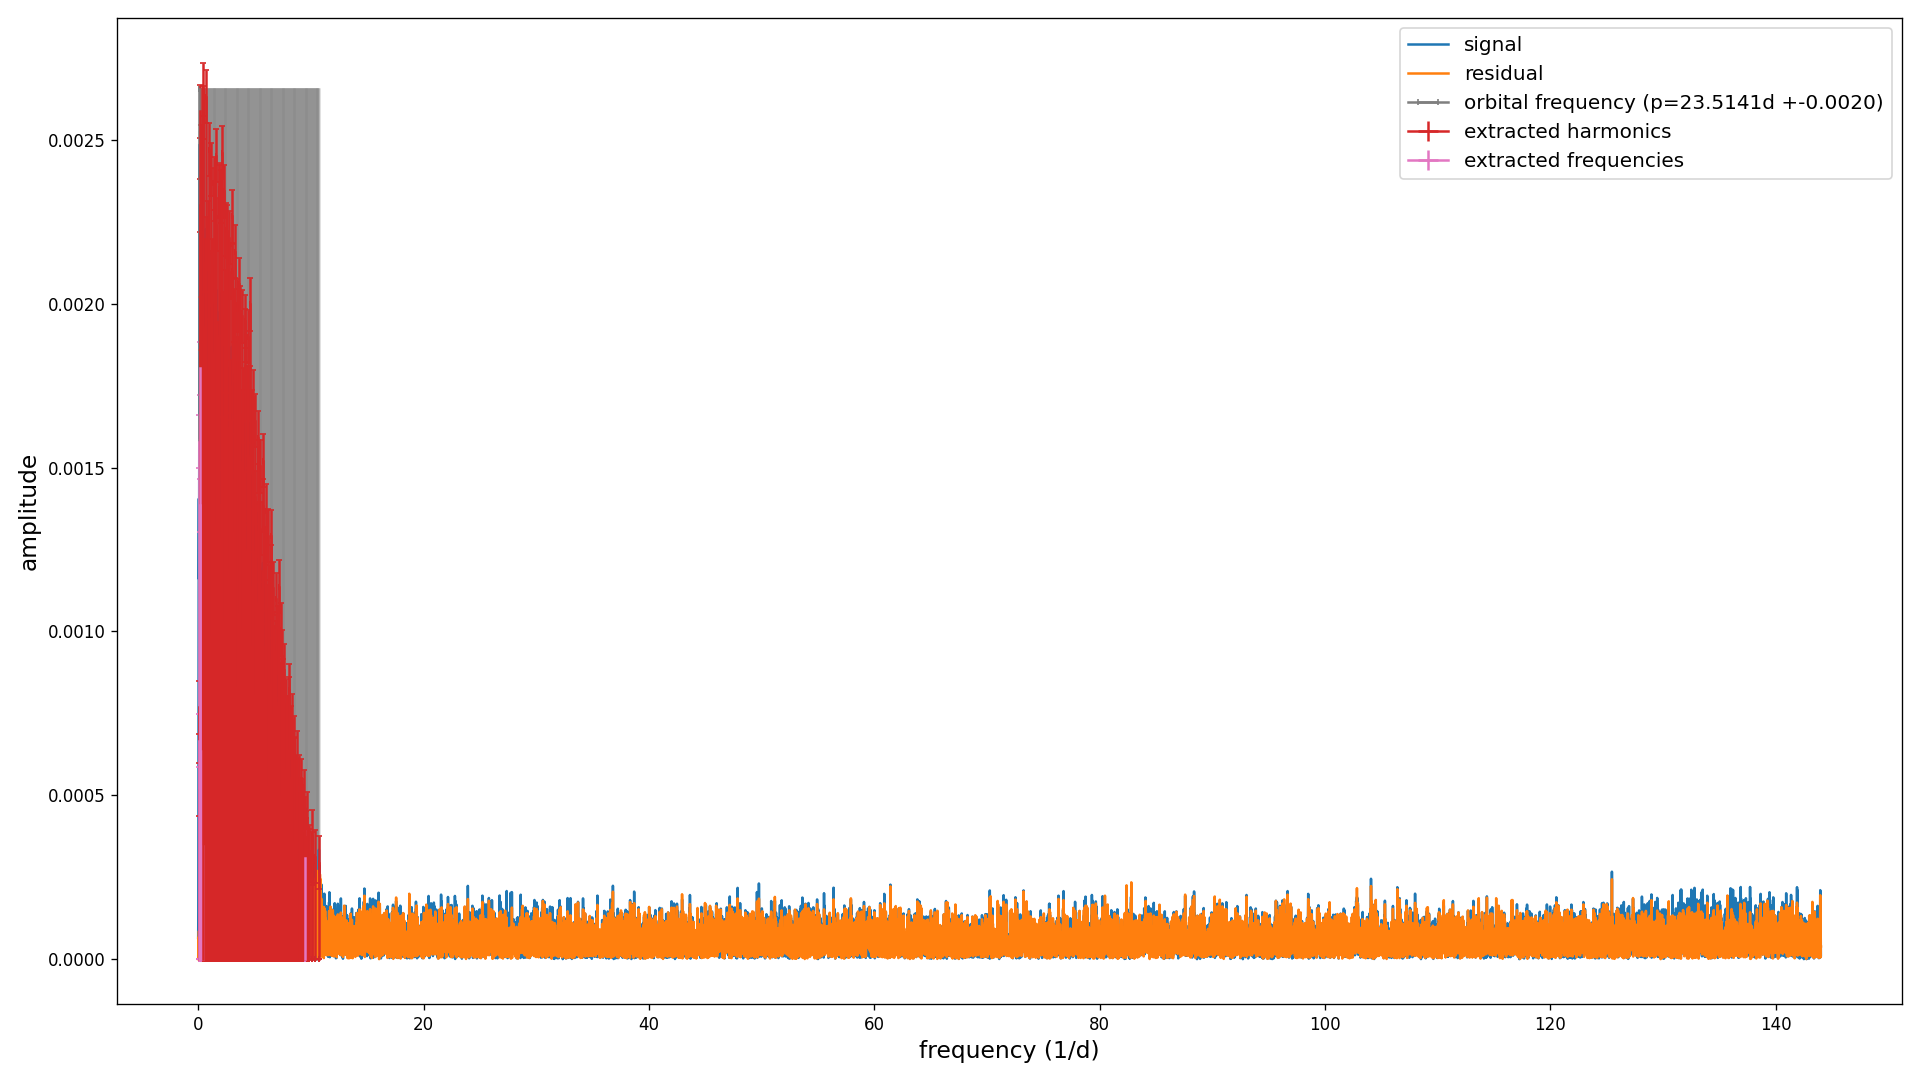 signal
residual
orbital frequency (p=23.5141d +-0.0020)
extracted harmonics
extracted frequencies
amplitude
0.0025
0.0020
0.0015
0.0010
0.0005
0.0000
0 20 40 60 80 100 120 140
frequency (1/d)